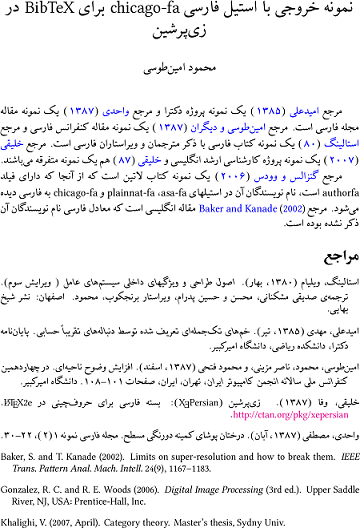 نمونه خروجی با استیل فارسی chicago-fa برای BibTeX در
زی‌پرشین
محمود امین‌طوسی
مرجع امیدعلی (۱۳۸۵) یک نمونه پروژه دکترا و مرجع واحدی (۱۳۸۷) یک نمونه مقاله
مجله فارسی است. مرجع امین‌طوسی و دیگران (۱۳۸۷) یک نمونه مقاله کنفرانس فارسی و مرجع
استالینگ (۸۰) یک نمونه کتاب فارسی با ذکر مترجمان و ویراستاران فارسی است. مرجع خلیقی
(۲۰۰۷) یک نمونه پروژه کارشناسی ارشد انگلیسی و خلیقی (۸۷) هم یک نمونه متفرقه می‌باشند.
مرجع گنزالس و وودس (۲۰۰۶) یک نمونه کتاب لاتین است که از آنجا که دارای فیلد
authorfa است، نام نویسندگان آن در استیلهای asa-fa، plainnat-fa و chicago-fa به فارسی دیده
می‌شود. مرجع Baker and Kanade (2002) مقاله انگلیسی است که معادل فارسی نام نویسندگان آن
ذکر نشده بوده است.
مراجع
استالینگ، ویلیام (۱۳۸۰، بهار). اصول طراحی و ویژگیهای داخلی سیستم‌های عامل ( ویرایش سوم).
ترجمه‌ی صدیقی مشکنانی، محسن و حسین پدرام، ویراستار برنجکوب، محمود. اصفهان: نشر شیخ
بهایی.
امیدعلی، مهدی (۱۳۸۵، تیر). خم‌های تک‌جمله‌ای تعریف شده توسط دنباله‌های تقریباً حسابی. پایان‌نامه
دکترا، دانشکده ریاضی، دانشگاه امیرکبیر.
امین‌طوسی، محمود، ناصر مزینی، و محمود فتحی (۱۳۸۷، اسفند). افزایش وضوح ناحیه‌ای. در چهاردهمین
کنفرانس ملی سالانه انجمن کامپیوتر ایران، تهران، ایران، صفحات ۱۰۱–۱۰۸. دانشگاه امیرکبیر.
خلیقی، وفا (۱۳۸۷). زی‌پرشین (XePersian): بسته فارسی برای حروف‌چینی در LATEX2e.
http://ctan.org/pkg/xepersian.
واحدی، مصطفی (۱۳۸۷، آبان). درختان پوشای کمینه دورنگی مسطح. مجله فارسی نمونه ۱(۲)، ۲۲–۳۰.
Baker, S. and T. Kanade (2002). Limits on super-resolution and how to break them. IEEE
Trans. Pattern Anal. Mach. Intell. 24(9), 1167–1183.
Gonzalez, R. C. and R. E. Woods (2006). Digital Image Processing (3rd ed.). Upper Saddle
River, NJ, USA: Prentice-Hall, Inc.
Khalighi, V. (2007, April). Category theory. Master's thesis, Sydny Univ.